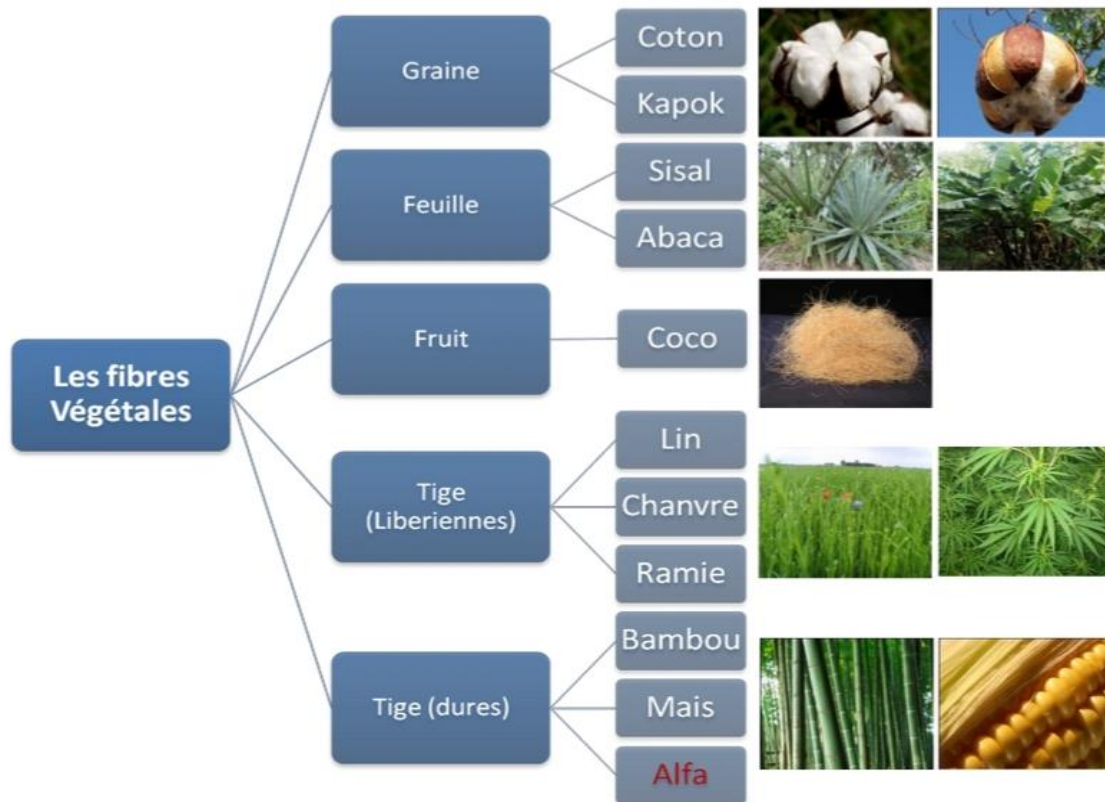 Les fibres
Végétales
Graine
Coton
Kapok
Feuille
Sisal
Abaca
Fruit
Coco
Tige
(Liberiennes)
Lin
Chanvre
Ramie
Tige (dures)
Bambou
Mais
Alfa